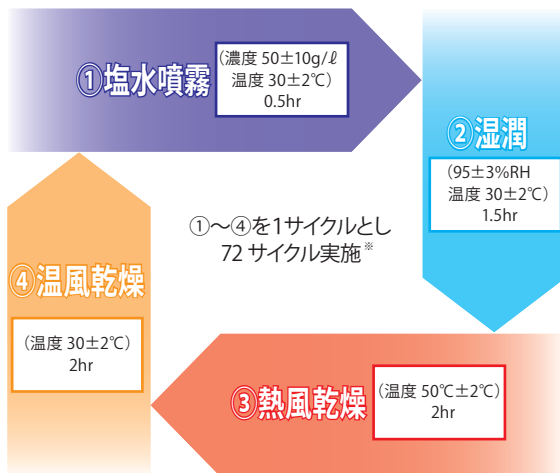 ①塩水噴霧
(濃度 50±10g/ℓ
温度 30±2℃)
0.5hr
②湿潤
(95±3%RH
温度 30±2℃)
1.5hr
①〜④を1サイクルとし
72 サイクル実施※
④温風乾燥
(温度 30±2℃)
2hr
③熱風乾燥
(温度 50℃±2℃)
2hr